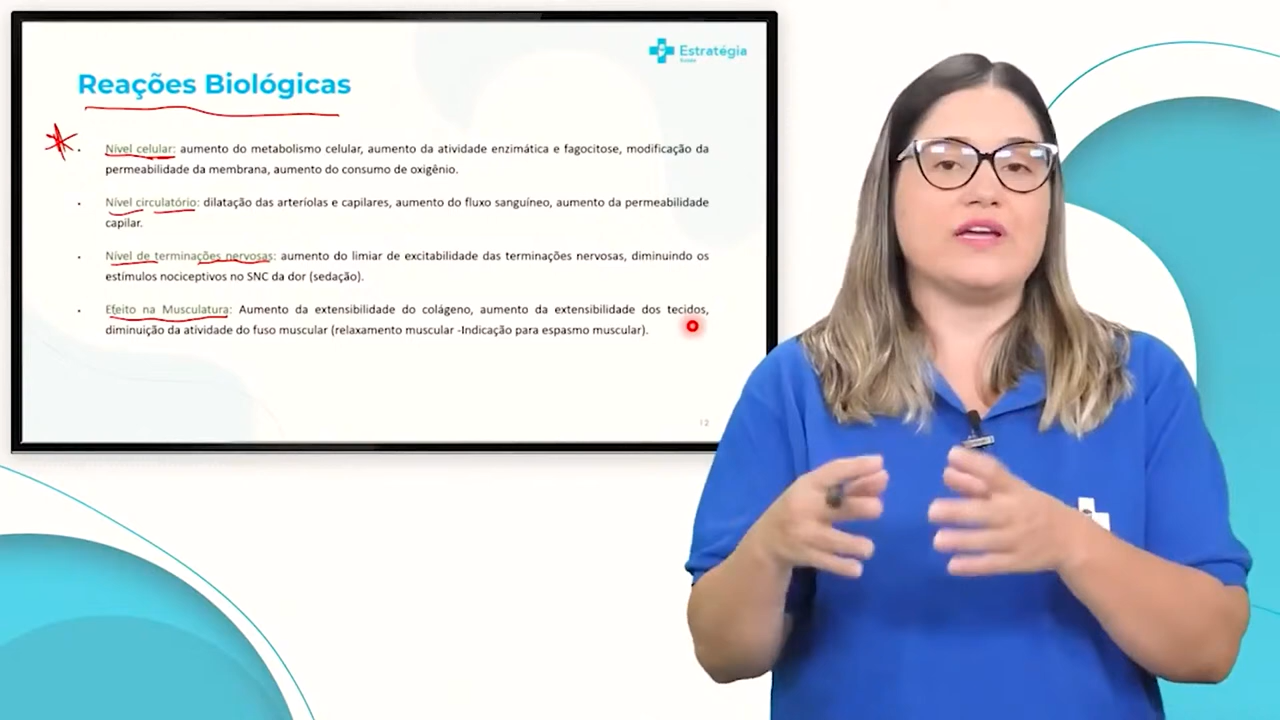 Estratégia
Reações Biológicas
Nível celular: aumento do metabolismo celular, aumento da atividade enzimática e fagocitose, modificação da
permeabilidade da membrana, aumento do consumo de oxigênio.
Nível circulatório: dilatação das arteríolas e capilares, aumento do fluxo sanguíneo, aumento da permeabilidade
capilar.
Nível de terminações nervosas: aumento do limiar de excitabilidade das terminações nervosas, diminuindo os
estímulos nociceptivos no SNC da dor (sedação).
Efeito na Musculatura: Aumento da extensibilidade do colágeno, aumento da extensibilidade dos tecidos,
diminuição da atividade do fuso muscular (relaxamento muscular -Indicação para espasmo muscular).
12